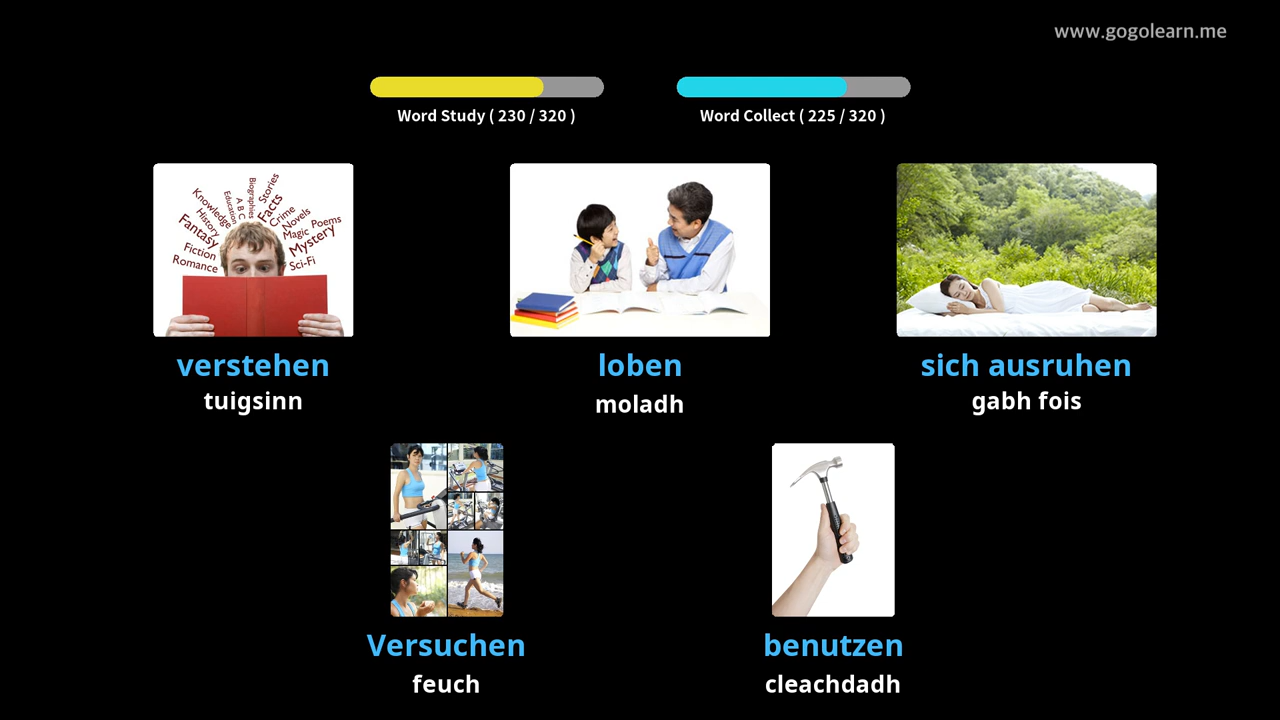 www.gogolearn.me
Word Study ( 230 / 320 )
Word Collect ( 225 / 320 )
Knowledge
History
Fantasy
Fiction
Romance
Education
A B C
Biographies
Stories
Facts
Crime
Novels
Magic
Poems
Mystery
Sci-Fi
verstehen
tuigsinn
loben
moladh
sich ausruhen
gabh fois
Versuchen
feuch
benutzen
cleachdadh